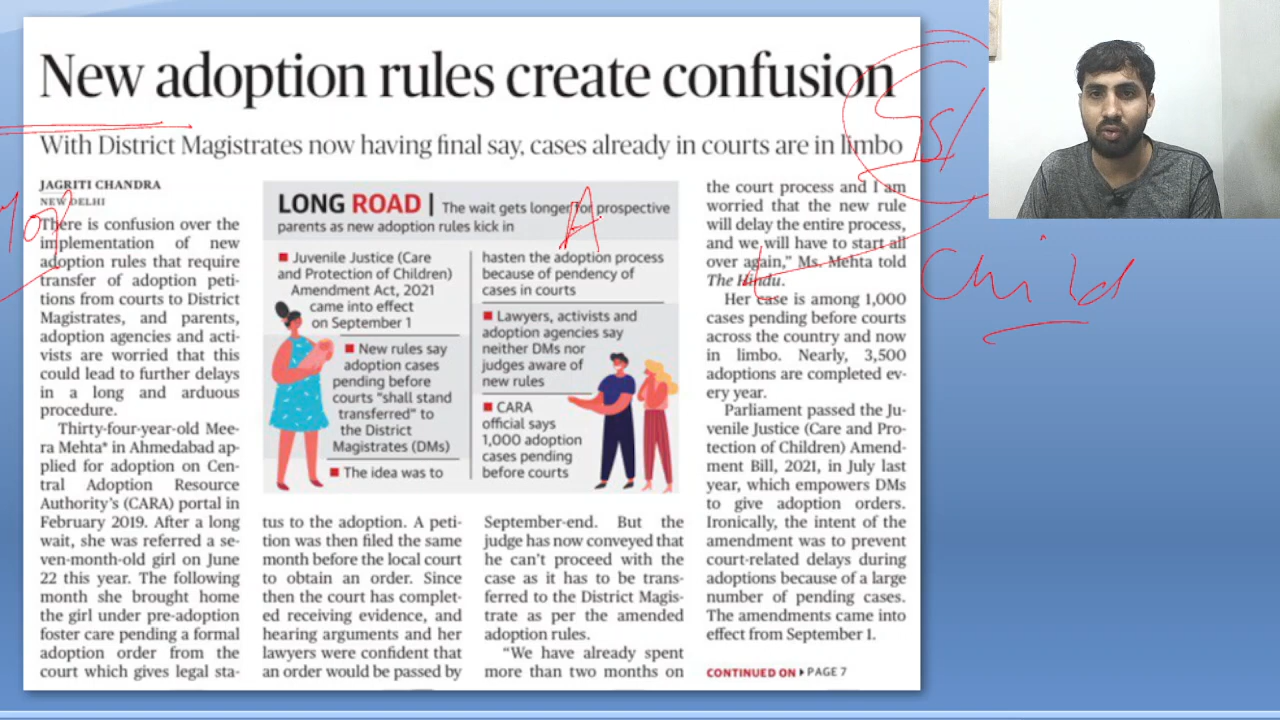 New adoption rules create confusion
With District Magistrates now having final say, cases already in courts are in limbo
JAGRITI CHANDRA
NEW DELHI
There is confusion over the
implementation of new
adoption rules that require
transfer of adoption peti-
tions from courts to District
Magistrates, and parents,
adoption agencies and acti-
vists are worried that this
could lead to further delays
in a long and arduous
procedure.
Thirty-four-year-old Mee-
ra Mehta* in Ahmedabad ap-
plied for adoption on Cen-
tral Adoption Resource
Authority's (CARA) portal in
February 2019. After a long
wait, she was referred a se-
ven-month-old girl on June
22 this year. The following
month she brought home
the girl under pre-adoption
foster care pending a formal
adoption order from the
court which gives legal sta-
LONG ROAD | The wait gets longer for prospective
parents as new adoption rules kick in
■ Juvenile Justice (Care
and Protection of Children)
Amendment Act, 2021
came into effect
on September 1
■ New rules say
adoption cases
pending before
courts "shall stand
transferred" to
the District
Magistrates (DMs)
■ The idea was to
hasten the adoption process
because of pendency of
cases in courts
■ Lawyers, activists and
adoption agencies say
neither DMs nor
judges aware of
new rules
■ CARA
official says
1,000 adoption
cases pending
before courts
tus to the adoption. A peti-
tion was then filed the same
month before the local court
to obtain an order. Since
then the court has complet-
ed receiving evidence, and
hearing arguments and her
lawyers were confident that
an order would be passed by
September-end. But the
judge has now conveyed that
he can't proceed with the
case as it has to be trans-
ferred to the District Magis-
trate as per the amended
adoption rules.
"We have already spent
more than two months on
the court process and I am
worried that the new rule
will delay the entire process,
and we will have to start all
over again," Ms. Mehta told
The Hindu.
Her case is among 1,000
cases pending before courts
across the country and now
in limbo. Nearly, 3,500
adoptions are completed ev-
ery year.
Parliament passed the Ju-
venile Justice (Care and Pro-
tection of Children) Amend-
ment Bill, 2021, in July last
year, which empowers DMs
to give adoption orders.
Ironically, the intent of the
amendment was to prevent
court-related delays during
adoptions because of a large
number of pending cases.
The amendments came into
effect from September 1.
CONTINUED ON ▸ PAGE 7
A
Child